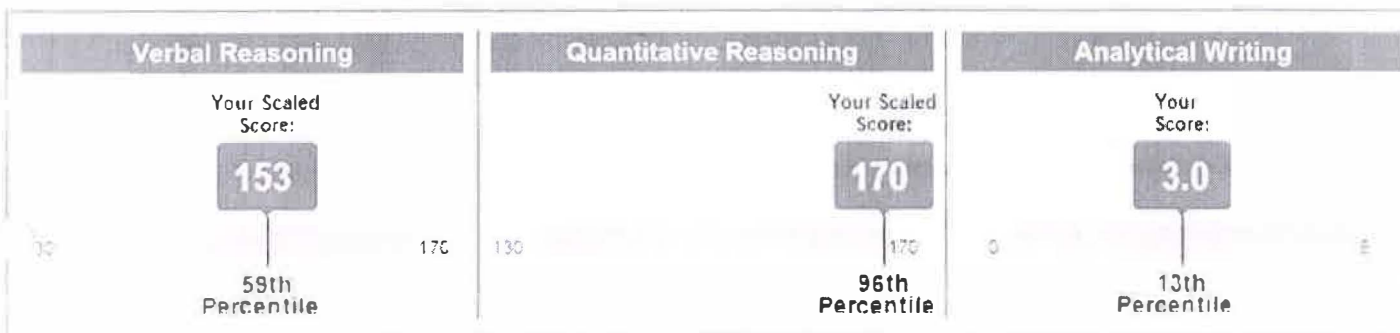 Verbal Reasoning
Your Scaled
Score:
153
170
59th
Percentile
Quantitative Reasoning
Your Scaled
Score:
170
130
170
96th
Percentile
Analytical Writing
Your
Score:
3.0
0
13th
Percentile